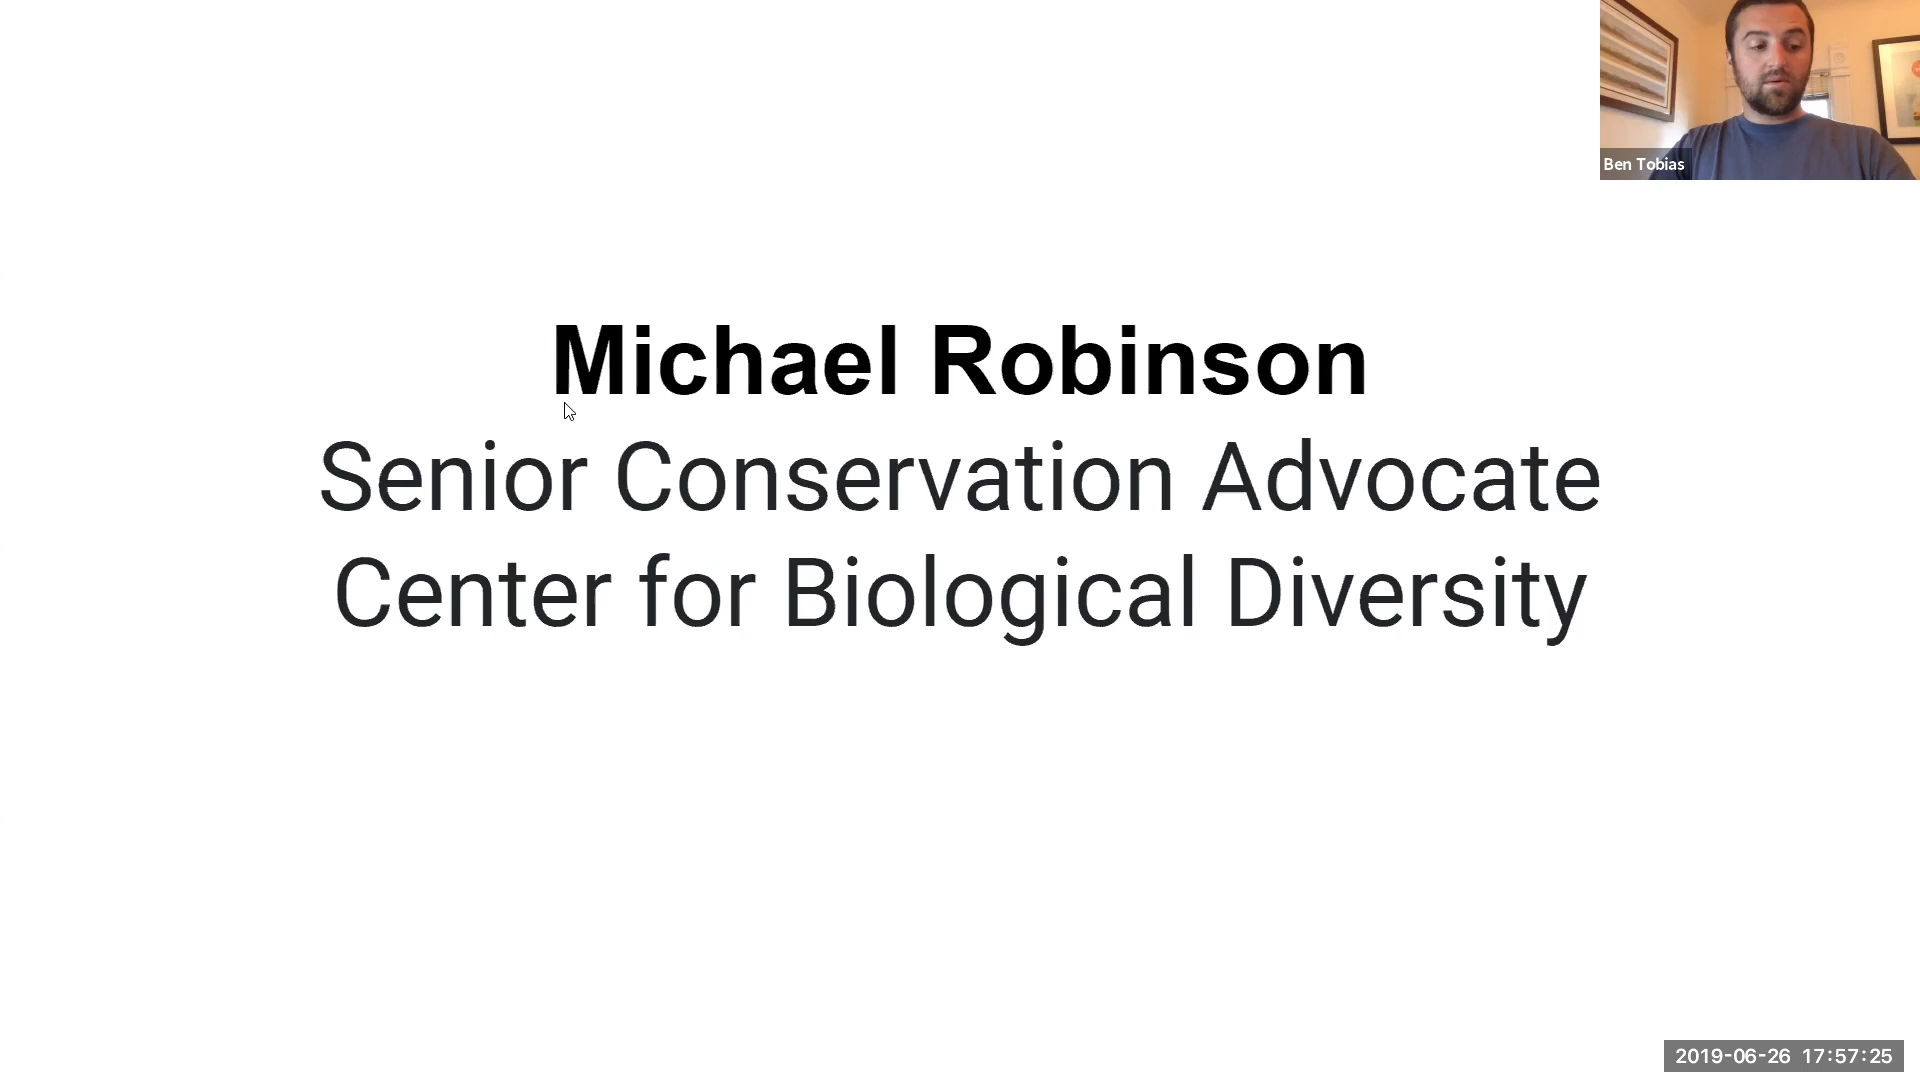 Ben Tobias
Michael Robinson
Senior Conservation Advocate
Center for Biological Diversity
2019-06-26 17:57:25